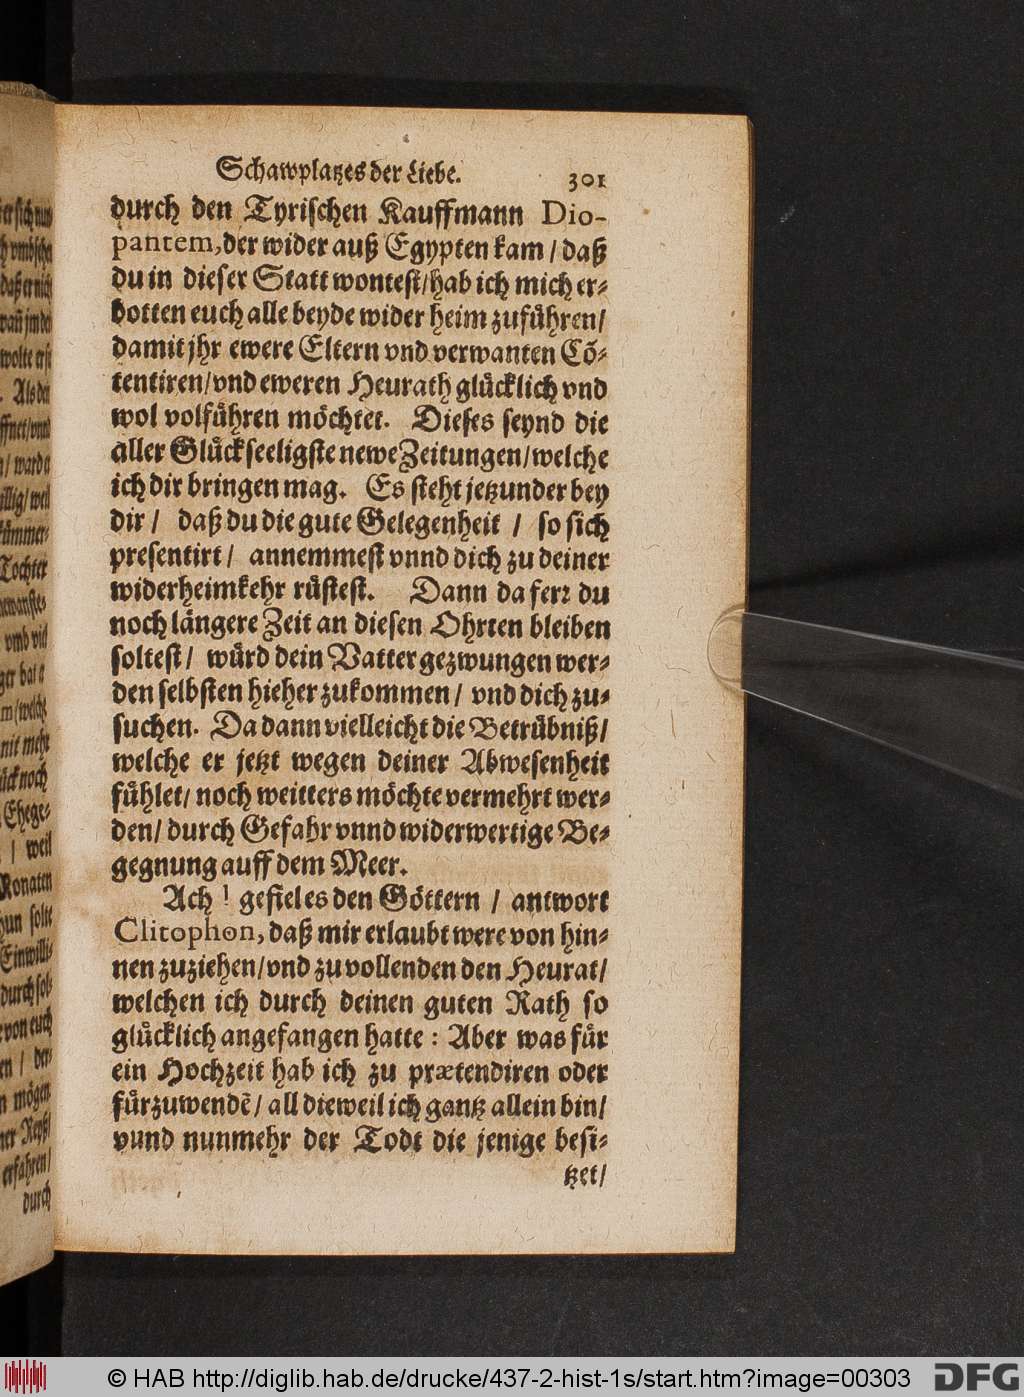 Schawplatzes der Liebe. 301
durch den Tyrischen Kauffmann Dio-
pantem, der wider auß Egypten kam / daß
du in dieser Statt wontest / hab ich mich er-
botten euch alle beyde wider heim zuführen /
damit jhr ewere Eltern vnd verwanten Cõ-
tentiren / vnd eweren Heurath glücklich vnd
wol volführen möchtet. Dieses seynd die
aller Glückseeligste newe Zeitungen / welche
ich dir bringen mag. Es steht jetzunder bey
dir / daß du die gute Gelegenheit / so sich
presentirt / annemmest vnnd dich zu deiner
widerheimkehr rüstest. Dann da ferr du
noch längere Zeit an diesen Ohrten bleiben
soltest / würd dein Vatter gezwungen wer-
den selbsten hieher zukommen / vnd dich zu-
suchen. Da dann vielleicht die Betrübniß /
welche er jetzt wegen deiner Abwesenheit
fühlet / noch weitters möchte vermehrt wer-
den / durch Gefahr vnnd widerwertige Be-
gegnung auff dem Meer.
Ach ! gefiel es den Göttern / antwort
Clitophon, daß mir erlaubt were von hin-
nen zuziehen / vnd zu vollenden den Heurat /
welchen ich durch deinen guten Rath so
glücklich angefangen hatte : Aber was für
ein Hochzeit hab ich zu prætendiren oder
fürzuwendẽ / all dieweil ich gantz allein bin /
vnnd nunmehr der Todt die jenige besi-
tzet /
durch
© HAB http://diglib.hab.de/drucke/437-2-hist-1s/start.htm?image=00303
DFG